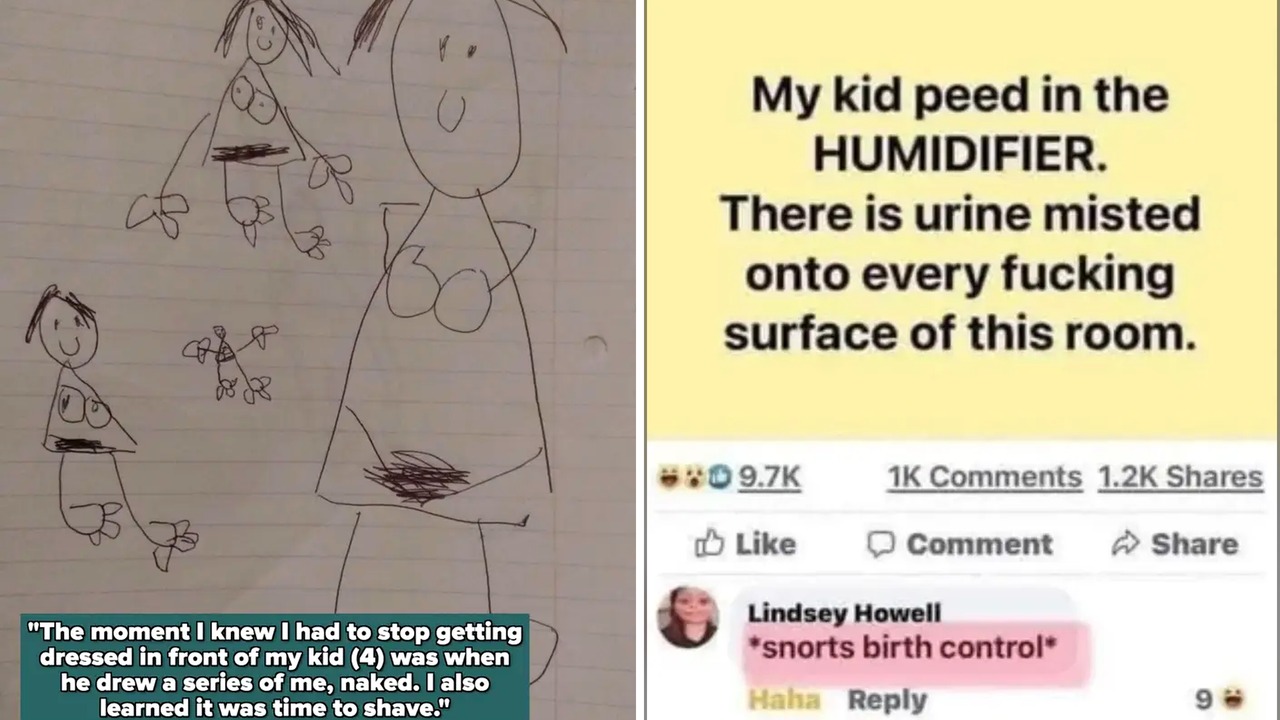 "The moment I knew I had to stop getting
dressed in front of my kid (4) was when
he drew a series of me, naked. I also
learned it was time to shave."
My kid peed in the
HUMIDIFIER.
There is urine misted
onto every fucking
surface of this room.
9.7K 1K Comments 1.2K Shares
Like Comment Share
Lindsey Howell
*snorts birth control*
Haha Reply 9